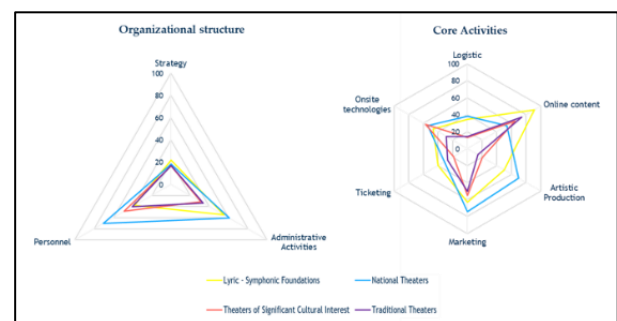 Organizational structure
Strategy
100
80
60
40
20
0
Personnel
Administrative
Activities
Core Activities
Logistic
100
80
60
40
20
0
Onsite
technologies
Online content
Ticketing
Artistic
Production
Marketing
Lyric - Symphonic Foundations
National Theaters
Theaters of Significant Cultural Interest
Traditional Theaters